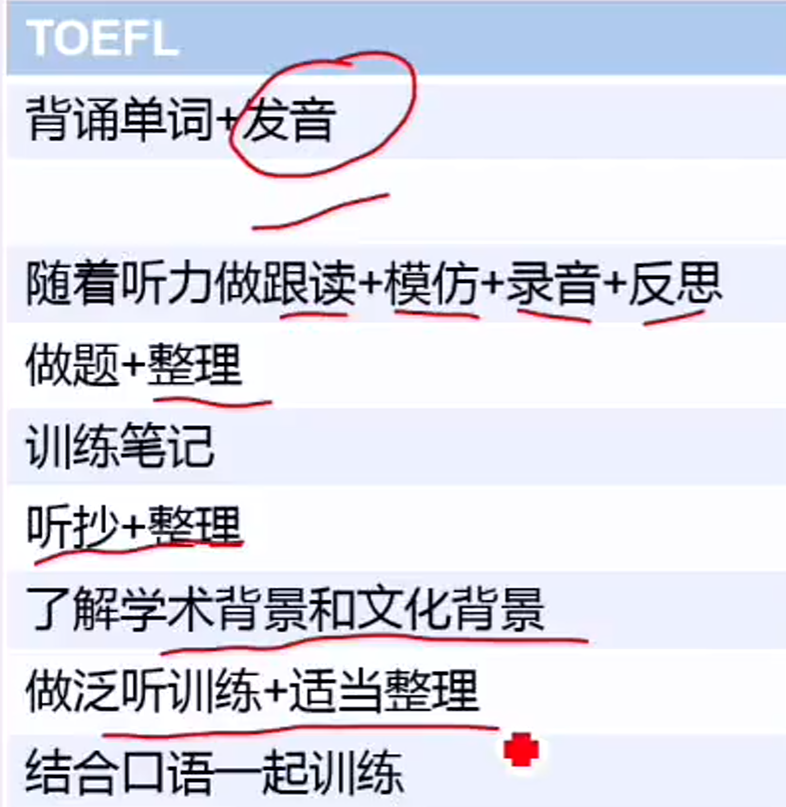 TOEFL
背诵单词+发音
随着听力做跟读+模仿+录音+反思
做题+整理
训练笔记
听抄+整理
了解学术背景和文化背景
做泛听训练+适当整理
结合口语一起训练